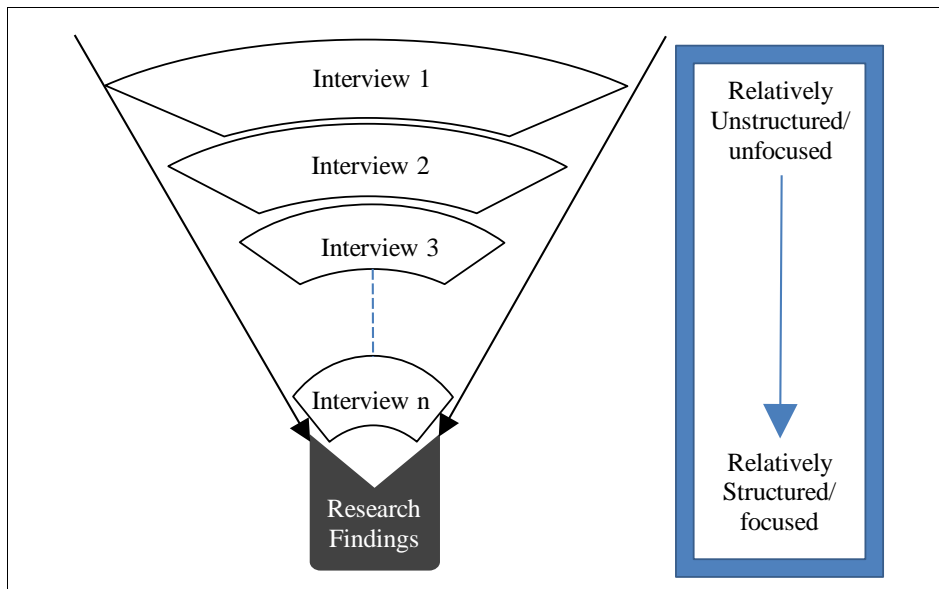 Interview 1
Interview 2
Interview 3
Interview n
Research
Findings
Relatively
Unstructured/
unfocused
Relatively
Structured/
focused